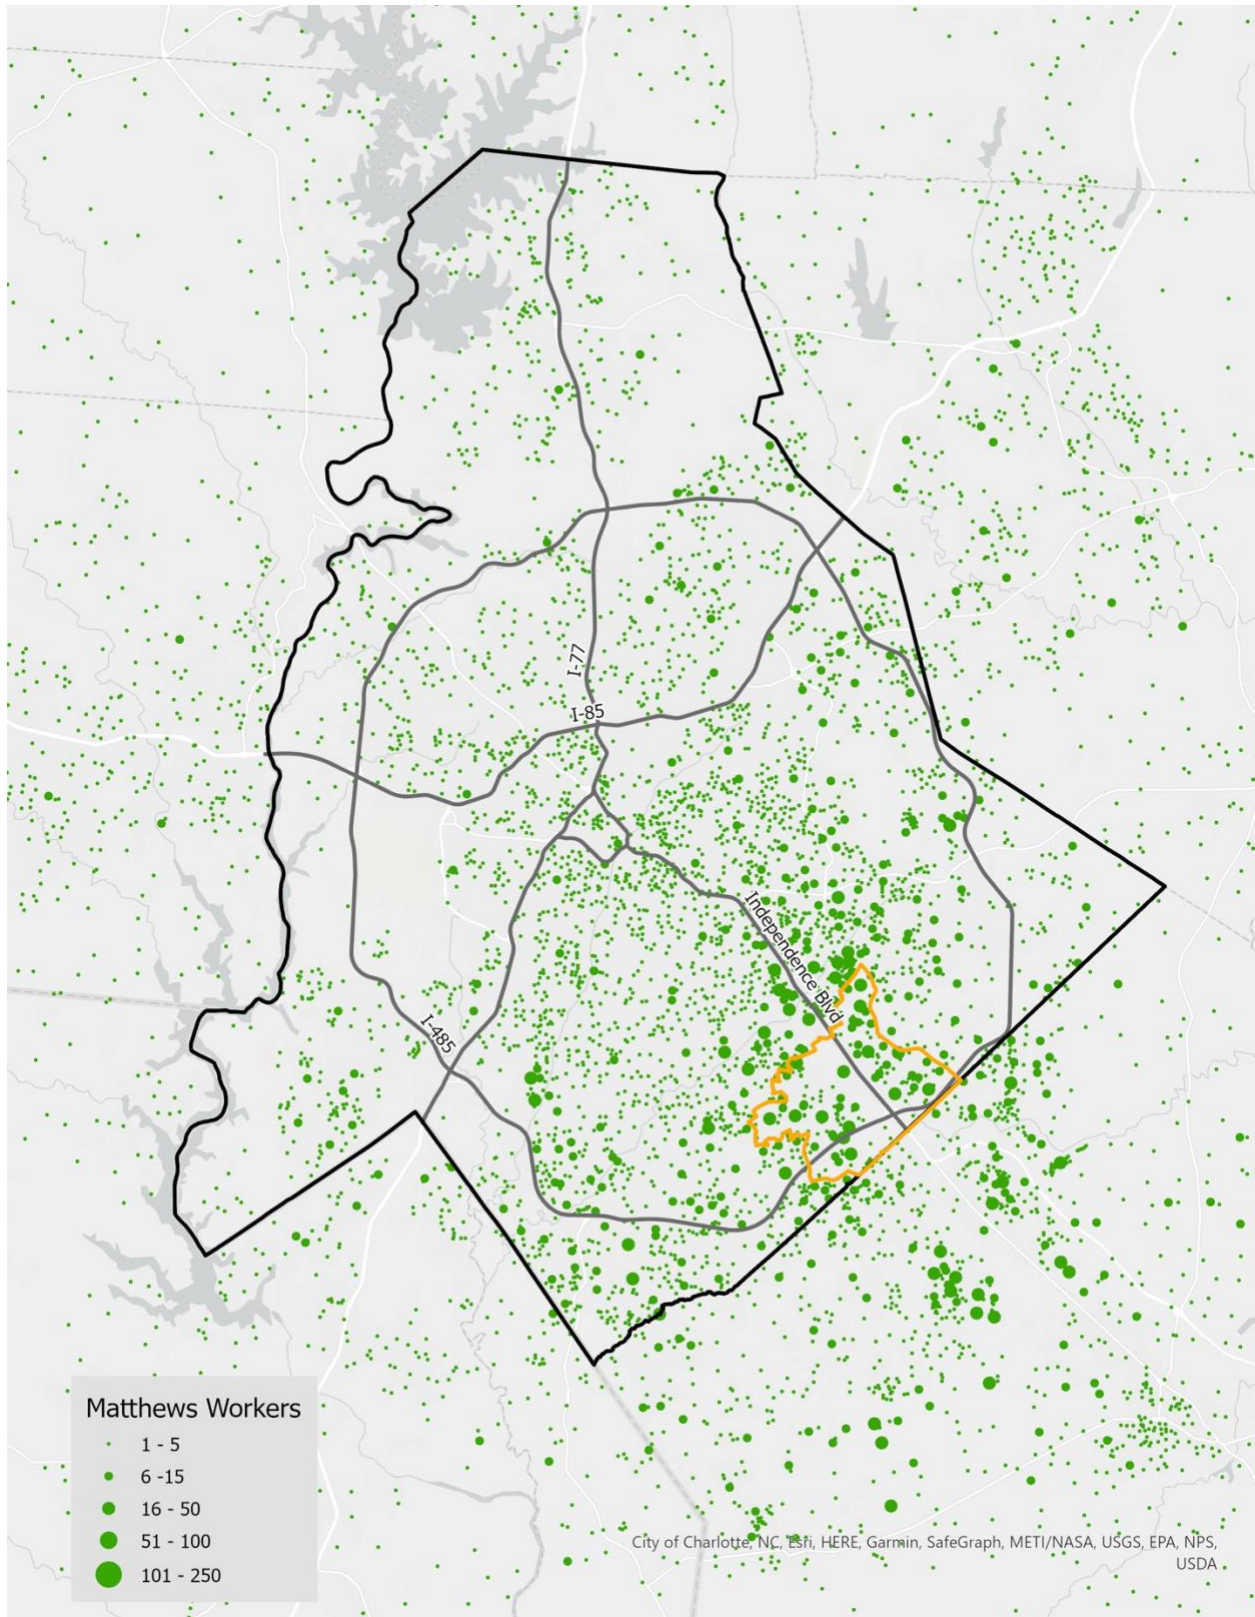 I-77
I-85
Independence Blvd
I-485
Matthews Workers
1 - 5
6 -15
16 - 50
51 - 100
101 - 250
City of Charlotte, NC, Esri, HERE, Garmin, SafeGraph, METI/NASA, USGS, EPA, NPS,
USDA